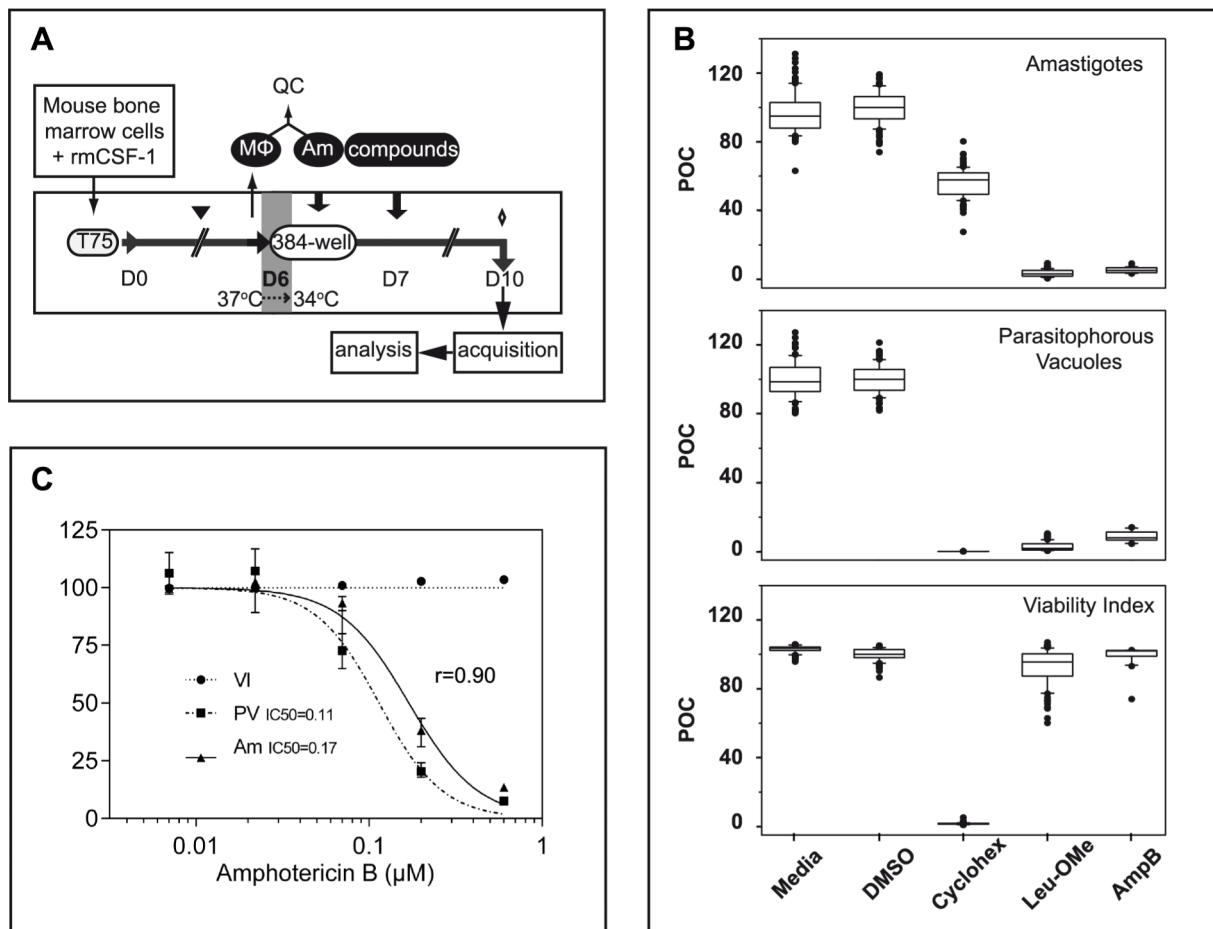 A
QC
Mouse bone
marrow cells
+ rmCSF-1
MΦ
Am
compounds
T75
384-well
D0
D6
D7
D10
37°C
34°C
analysis
acquisition
B
Amastigotes
POC
120
80
40
0
Parasitophorous
Vacuoles
POC
120
80
40
0
Viability Index
POC
120
80
40
0
Media
DMSO
Cyclohex
Leu-OMe
AmpB
C
125
100
75
50
25
0
r=0.90
VI
PV IC50=0.11
Am IC50=0.17
0.01
0.1
1
Amphotericin B (µM)